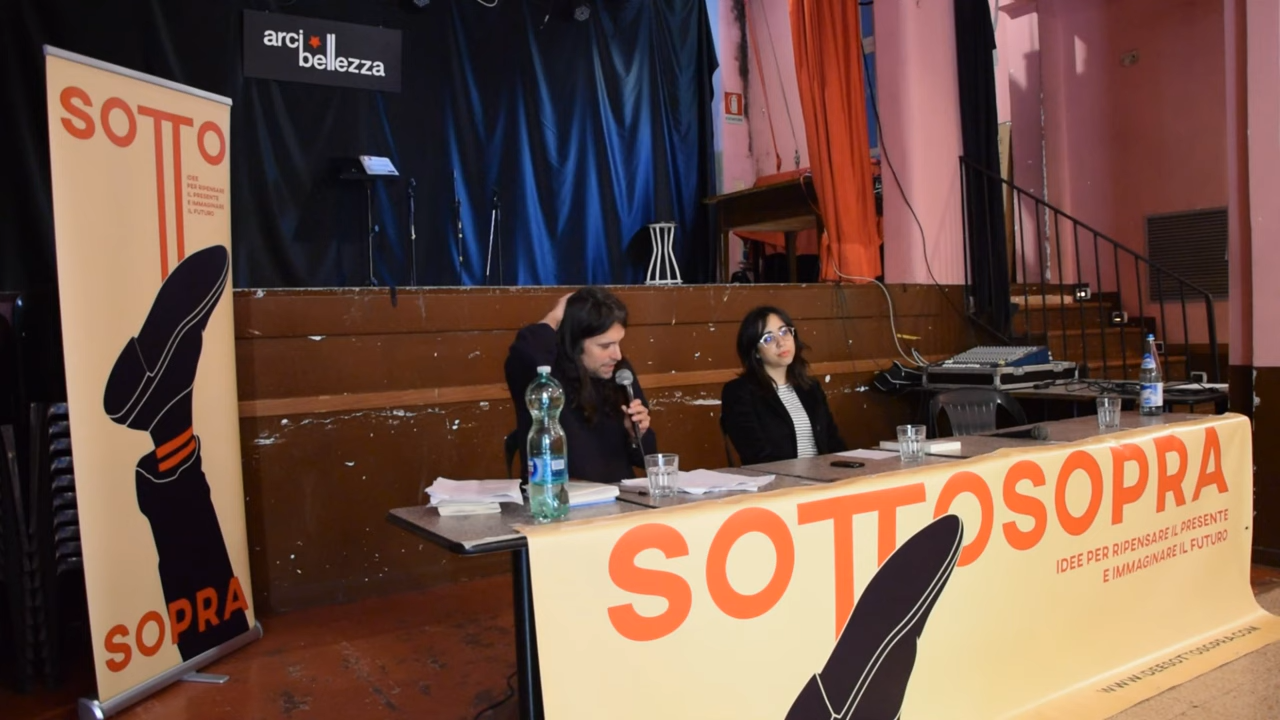 arci
bellezza
SOTTO
IDEE
PER RIPENSARE
IL PRESENTE
E IMMAGINARE
IL FUTURO
SOPRA
SOTTOSOPRA
IDEE PER RIPENSARE IL PRESENTE
E IMMAGINARE IL FUTURO
WWW.IDEESOTTOSOPRA.COM